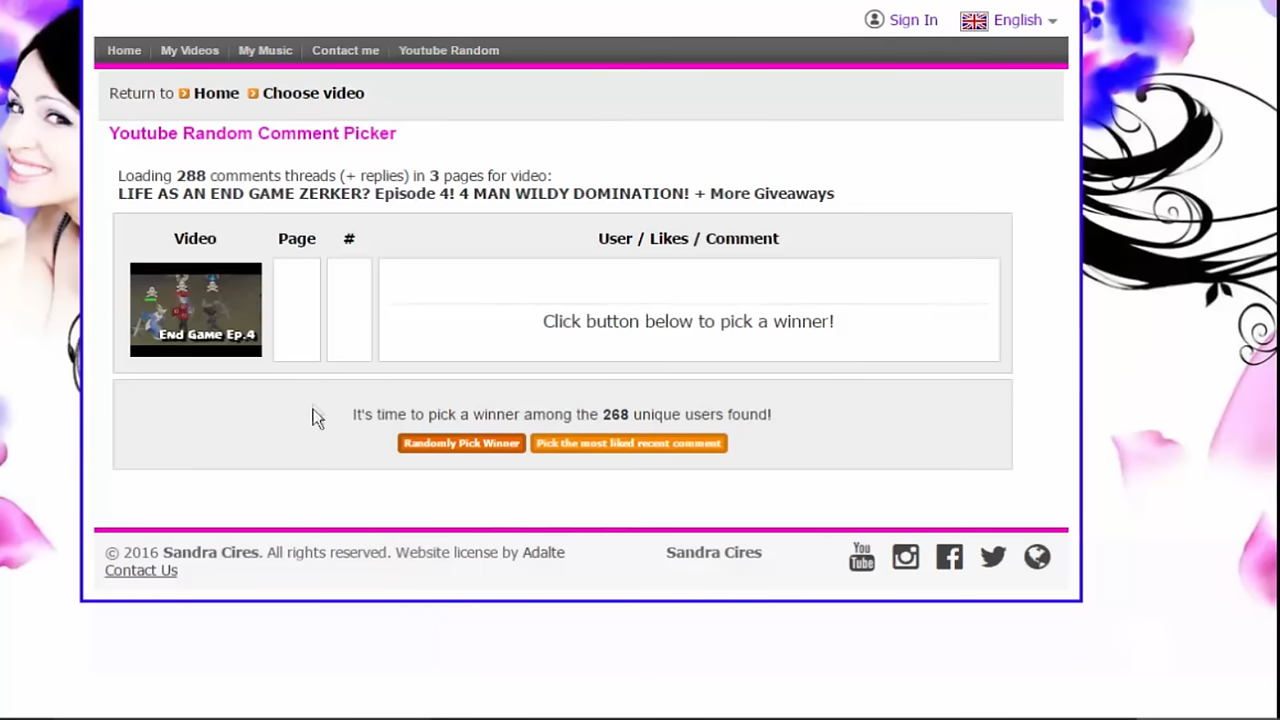 Sign In English
Home My Videos My Music Contact me Youtube Random
Return to Home Choose video
Youtube Random Comment Picker
Loading 288 comments threads (+ replies) in 3 pages for video:
LIFE AS AN END GAME ZERKER? Episode 4! 4 MAN WILDY DOMINATION! + More Giveaways
Video Page # User / Likes / Comment
End Game Ep.4
Click button below to pick a winner!
It's time to pick a winner among the 268 unique users found!
Randomly Pick Winner Pick the most liked recent comment
© 2016 Sandra Cires. All rights reserved. Website license by Adalte Sandra Cires You Tube
Contact Us